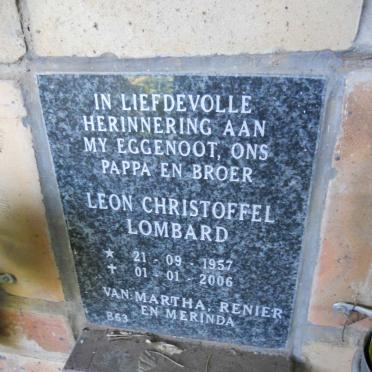 IN LIEFDEVOLLE
HERINNERING AAN
MY EGGENOOT, ONS
PAPPA EN BROER
LEON CHRISTOFFEL
LOMBARD
* 21 - 09 - 1957
+ 01 - 01 - 2006
VAN: MARTHA, RENIER
EN MERINDA
B63